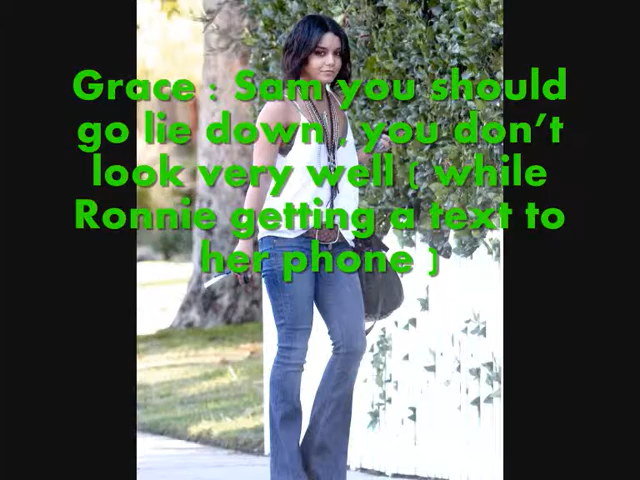 Grace : Sam you should
go lie down , you don't
look very well ( while
Ronnie getting a text to
her phone )